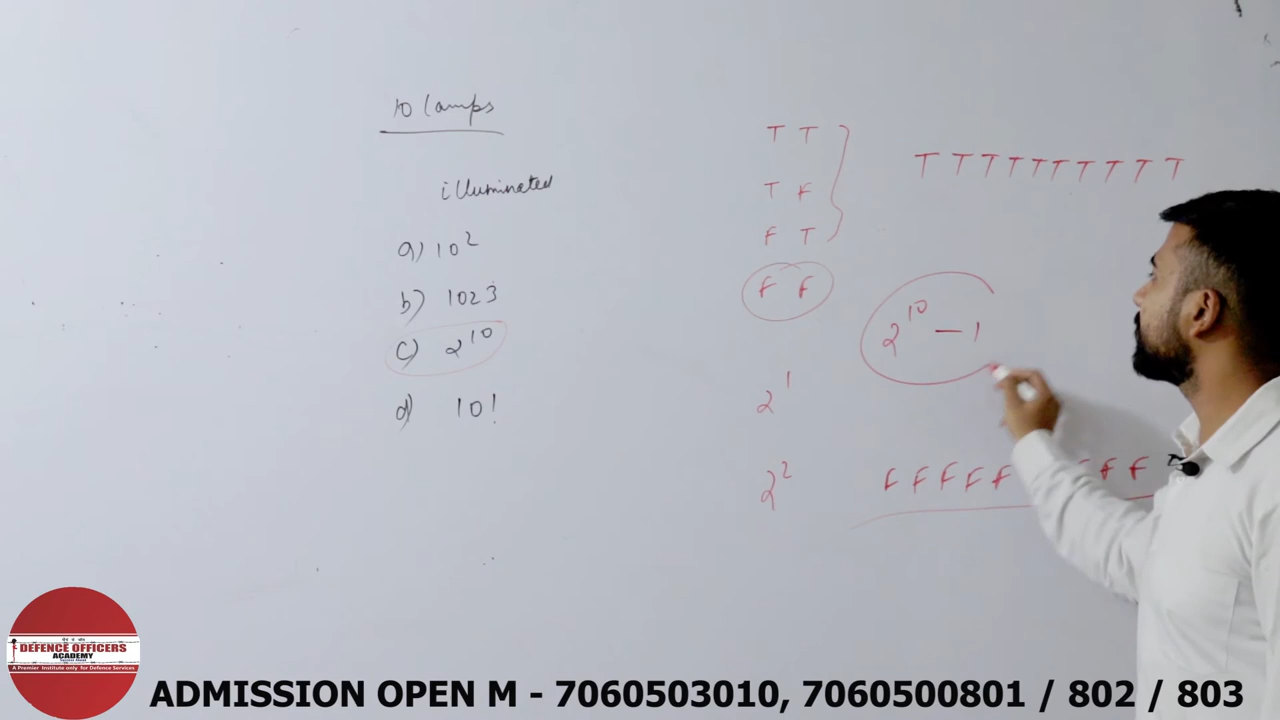 10 lamps
illuminated
a) 10²
b) 1023
c) 2¹⁰
d) 10!
T T
T F
F T
F F
2¹
2²
T T T T T T T T T T
2¹⁰ – 1
F F F F F F F F
DEFENCE OFFICERS
ACADEMY
A Premier Institute only for Defence Services
ADMISSION OPEN M - 7060503010, 7060500801 / 802 / 803